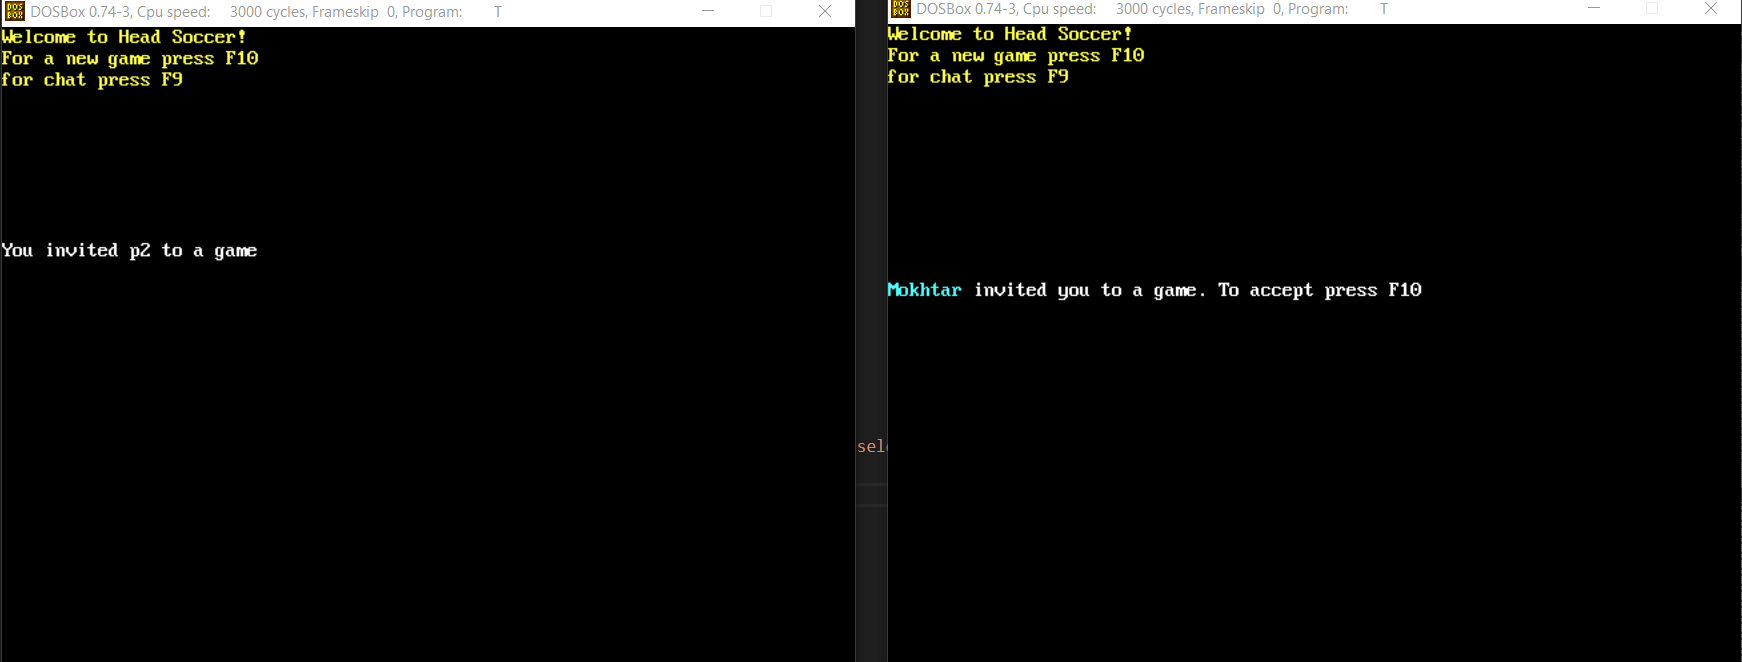 DOSBox 0.74-3, Cpu speed: 3000 cycles, Frameskip 0, Program: T
Welcome to Head Soccer!
For a new game press F10
for chat press F9
You invited p2 to a game
sele
DOSBox 0.74-3, Cpu speed: 3000 cycles, Frameskip 0, Program: T
Welcome to Head Soccer!
For a new game press F10
for chat press F9
Mokhtar invited you to a game. To accept press F10